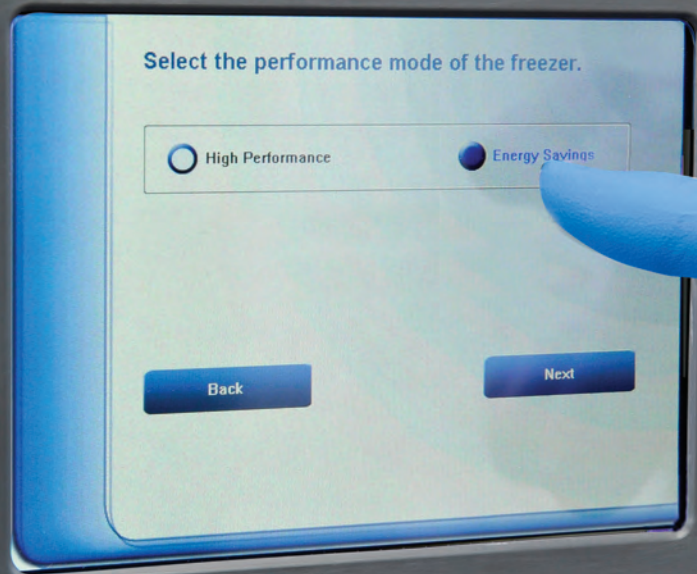 Select the performance mode of the freezer.
High Performance
Energy Savings
Back
Next